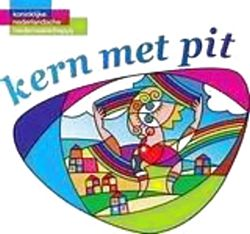 koninklijke
nederlandsche
heidemaatschappij
kern met pit